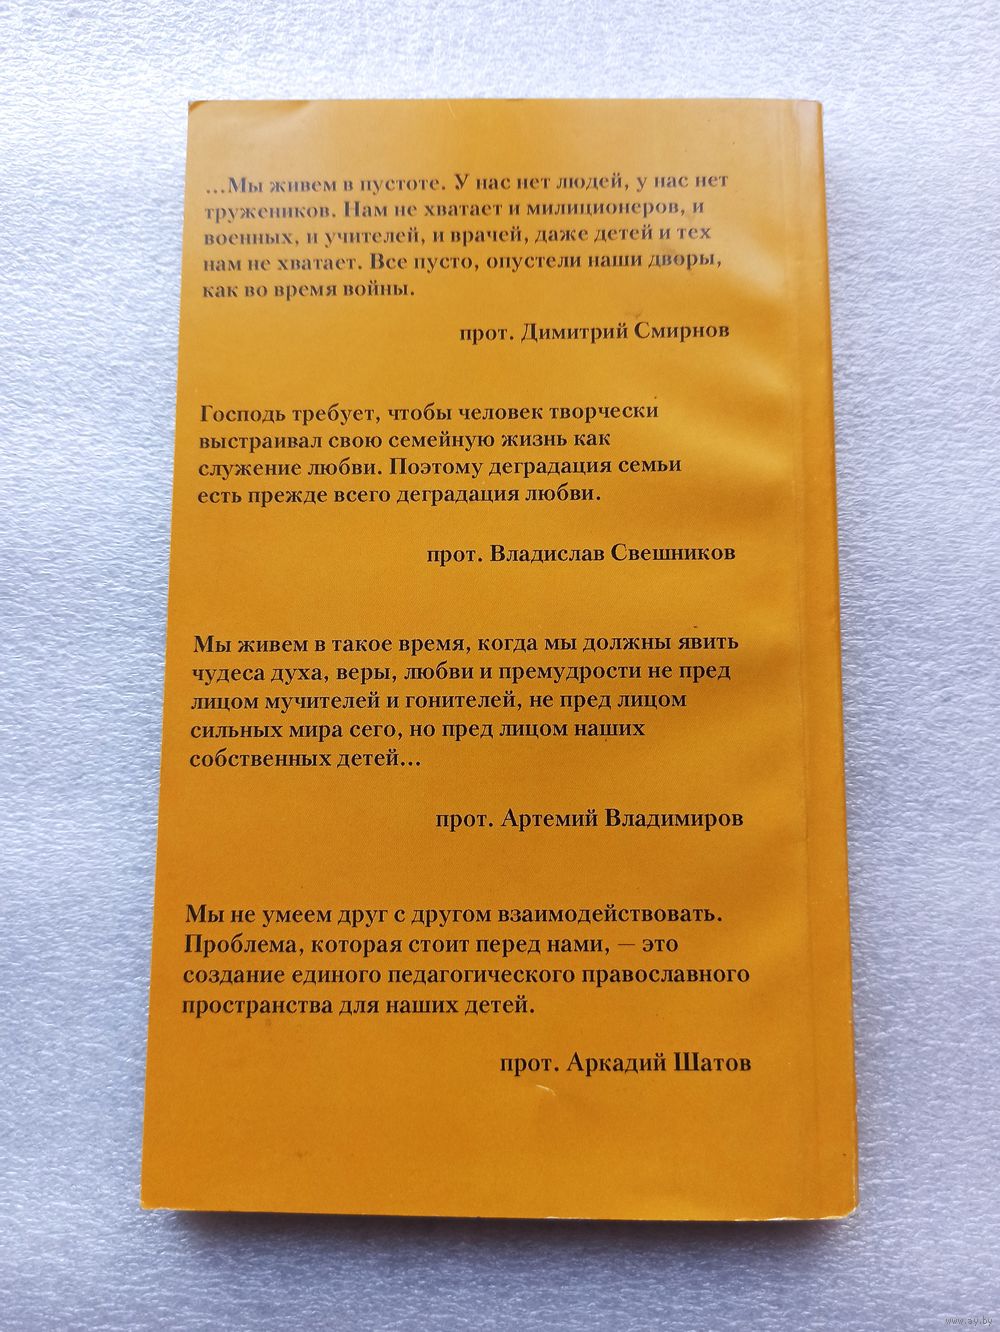 ...Мы живем в пустоте. У нас нет людей, у нас нет
тружеников. Нам не хватает и милиционеров, и
военных, и учителей, и врачей, даже детей и тех
нам не хватает. Все пусто, опустели наши дворы,
как во время войны.
прот. Димитрий Смирнов
Господь требует, чтобы человек творчески
выстраивал свою семейную жизнь как
служение любви. Поэтому деградация семьи
есть прежде всего деградация любви.
прот. Владислав Свешников
Мы живем в такое время, когда мы должны явить
чудеса духа, веры, любви и премудрости не пред
лицом мучителей и гонителей, не пред лицом
сильных мира сего, но пред лицом наших
собственных детей...
прот. Артемий Владимиров
Мы не умеем друг с другом взаимодействовать.
Проблема, которая стоит перед нами, — это
создание единого педагогического православного
пространства для наших детей.
прот. Аркадий Шатов
www.ay.by